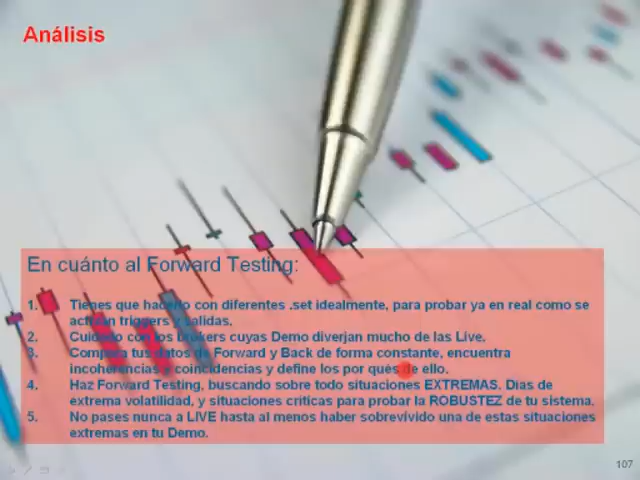 Análisis
En cuánto al Forward Testing:
1. Tienes que hacerlo con diferentes .set idealmente, para probar ya en real como se
actúan triggers y salidas.
2. Cuidado con los brokers cuyas Demo diverjan mucho de las Live.
3. Compara tus datos de Forward y Back de forma constante, encuentra
incoherencias y coincidencias y define los por qués de ello.
4. Haz Forward Testing, buscando sobre todo situaciones EXTREMAS. Dias de
extrema volatilidad, y situaciones criticas para probar la ROBUSTEZ de tu sistema.
5. No pases nunca a LIVE hasta al menos haber sobrevivido una de estas situaciones
extremas en tu Demo.
107